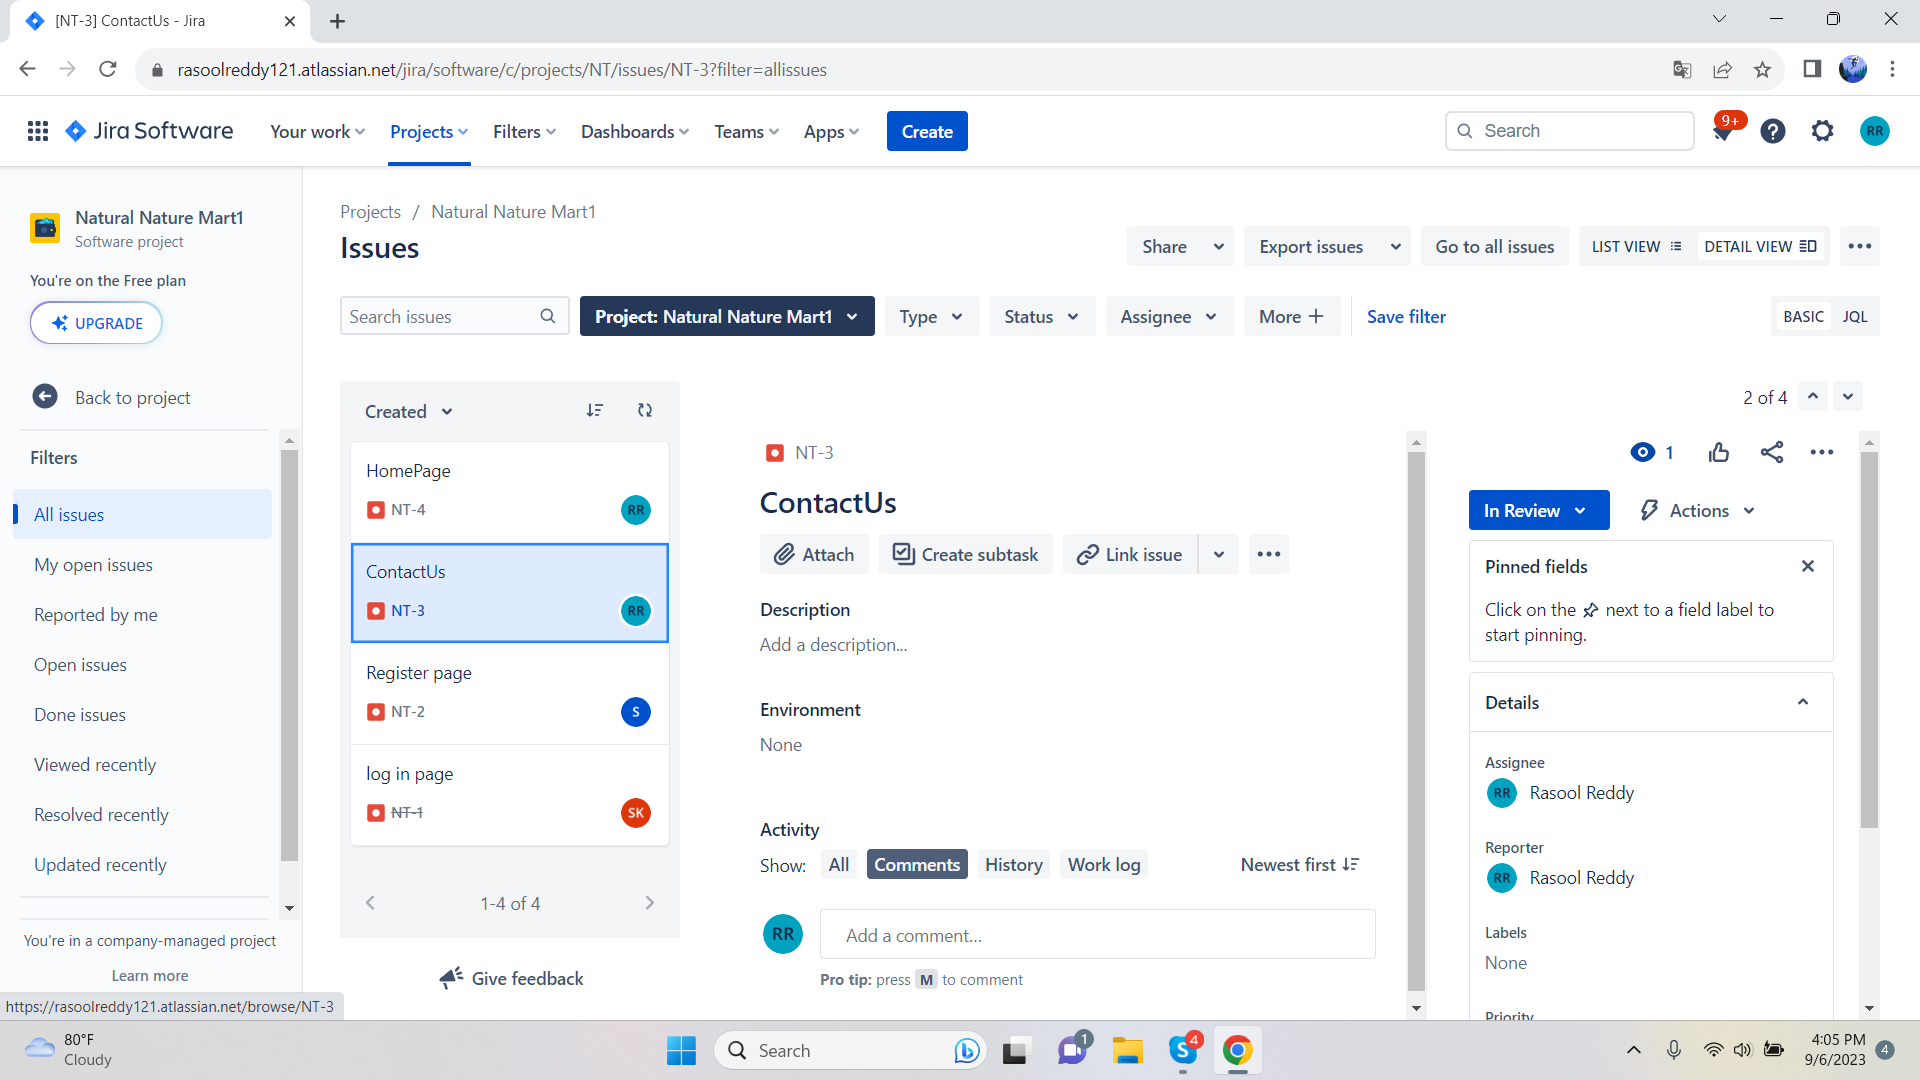 [NT-3] ContactUs - Jira
rasoolreddy121.atlassian.net/jira/software/c/projects/NT/issues/NT-3?filter=allissues
Jira Software
Your work
Projects
Filters
Dashboards
Teams
Apps
Create
Search
9+
RR
Natural Nature Mart1
Software project
You're on the Free plan
UPGRADE
Back to project
Filters
All issues
My open issues
Reported by me
Open issues
Done issues
Viewed recently
Resolved recently
Updated recently
You're in a company-managed project
Learn more
https://rasoolreddy121.atlassian.net/browse/NT-3
Projects / Natural Nature Mart1
Issues
Share
Export issues
Go to all issues
LIST VIEW
DETAIL VIEW
Search issues
Project: Natural Nature Mart1
Type
Status
Assignee
More
Save filter
BASIC
JQL
Created
HomePage
NT-4
RR
ContactUs
NT-3
RR
Register page
NT-2
S
log in page
NT-1
SK
1-4 of 4
Give feedback
2 of 4
NT-3
ContactUs
Attach
Create subtask
Link issue
Description
Add a description...
Environment
None
Activity
Show:
All
Comments
History
Work log
Newest first
RR
Add a comment...
Pro tip: press M to comment
1
In Review
Actions
Pinned fields
Click on the next to a field label to
start pinning.
Details
Assignee
RR
Rasool Reddy
Reporter
RR
Rasool Reddy
Labels
None
Priority
80°F
Cloudy
Search
1
S
4
4:05 PM
9/6/2023
4